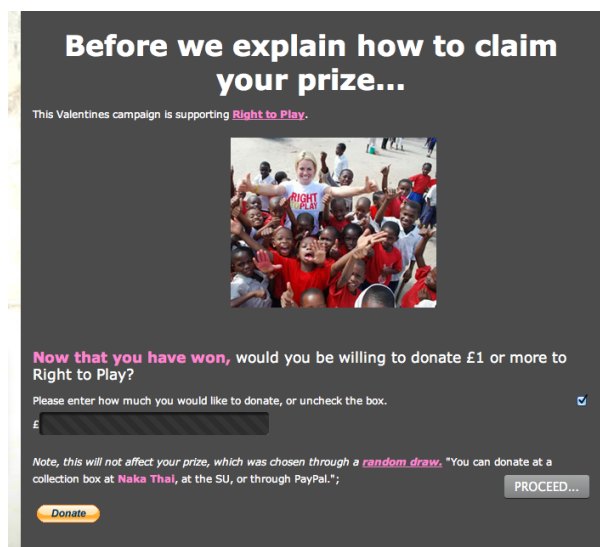 Before we explain how to claim
your prize...
This Valentines campaign is supporting Right to Play.
RIGHT
TO PLAY
Now that you have won, would you be willing to donate £1 or more to
Right to Play?
Please enter how much you would like to donate, or uncheck the box.
£
Note, this will not affect your prize, which was chosen through a random draw. "You can donate at a
collection box at Naka Thai, at the SU, or through PayPal.";
PROCEED...
Donate